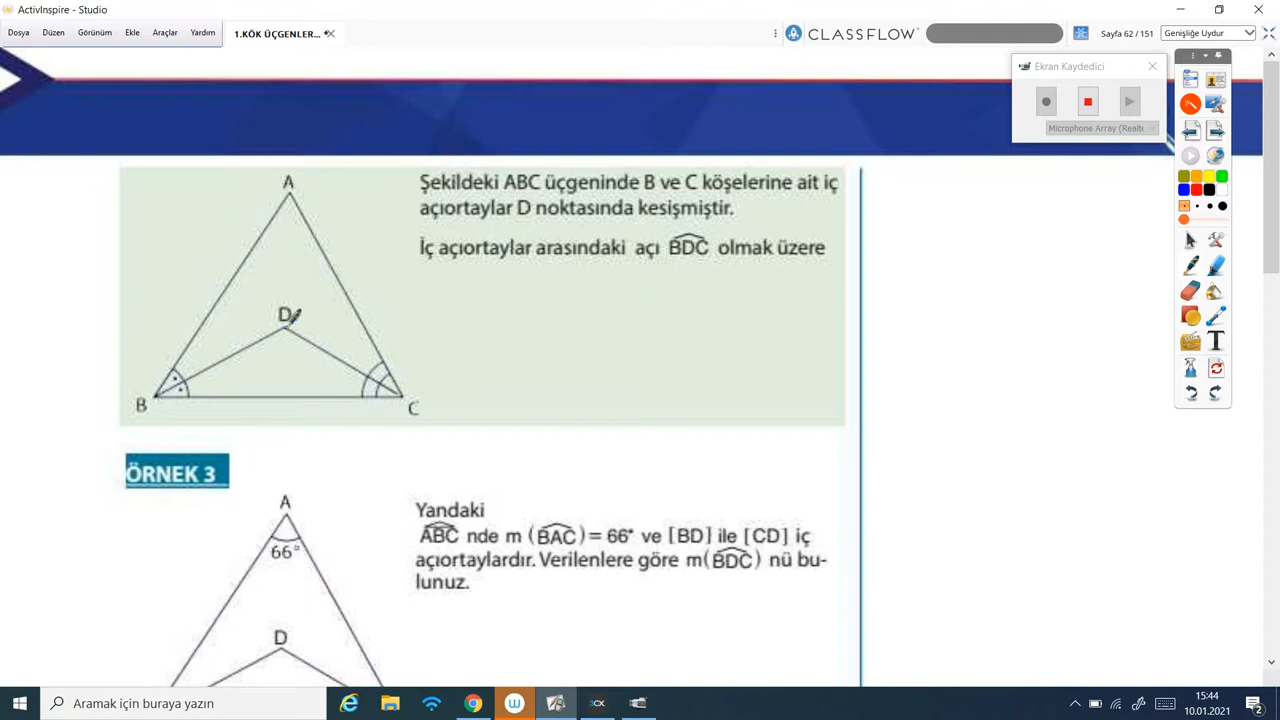 ActivInspire - Studio
Dosya Düzen Görünüm Ekle Araçlar Yardım
1.KÖK ÜÇGENLER...
CLASSFLOW
Sayfa 62 / 151
Genişliğe Uydur
Ekran Kaydedici
Microphone Array (Realte
A
Şekildeki ABC üçgeninde B ve C köşelerine ait iç
açıortaylar D noktasında kesişmiştir.
İç açıortaylar arasındaki açı BDC olmak üzere
D
B
C
ÖRNEK 3
A
66°
Yandaki
ABC nde m (BAC) = 66° ve [BD] ile [CD] iç
açıortaylardır. Verilenlere göre m(BDC) nü bu-
lunuz.
D
Aramak için buraya yazın
15:44
10.01.2021
2